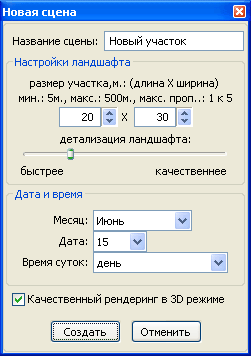 Новая сцена
Название сцены: Новый участок
Настройки ландшафта
размер участка,м.: (длина X ширина)
мин.: 5м., макс.: 500м., макс. проп..: 1 к 5
20 X 30
детализация ландшафта:
быстрее качественнее
Дата и время
Месяц: Июнь
Дата: 15
Время суток: день
Качественный рендеринг в 3D режиме
Создать Отменить